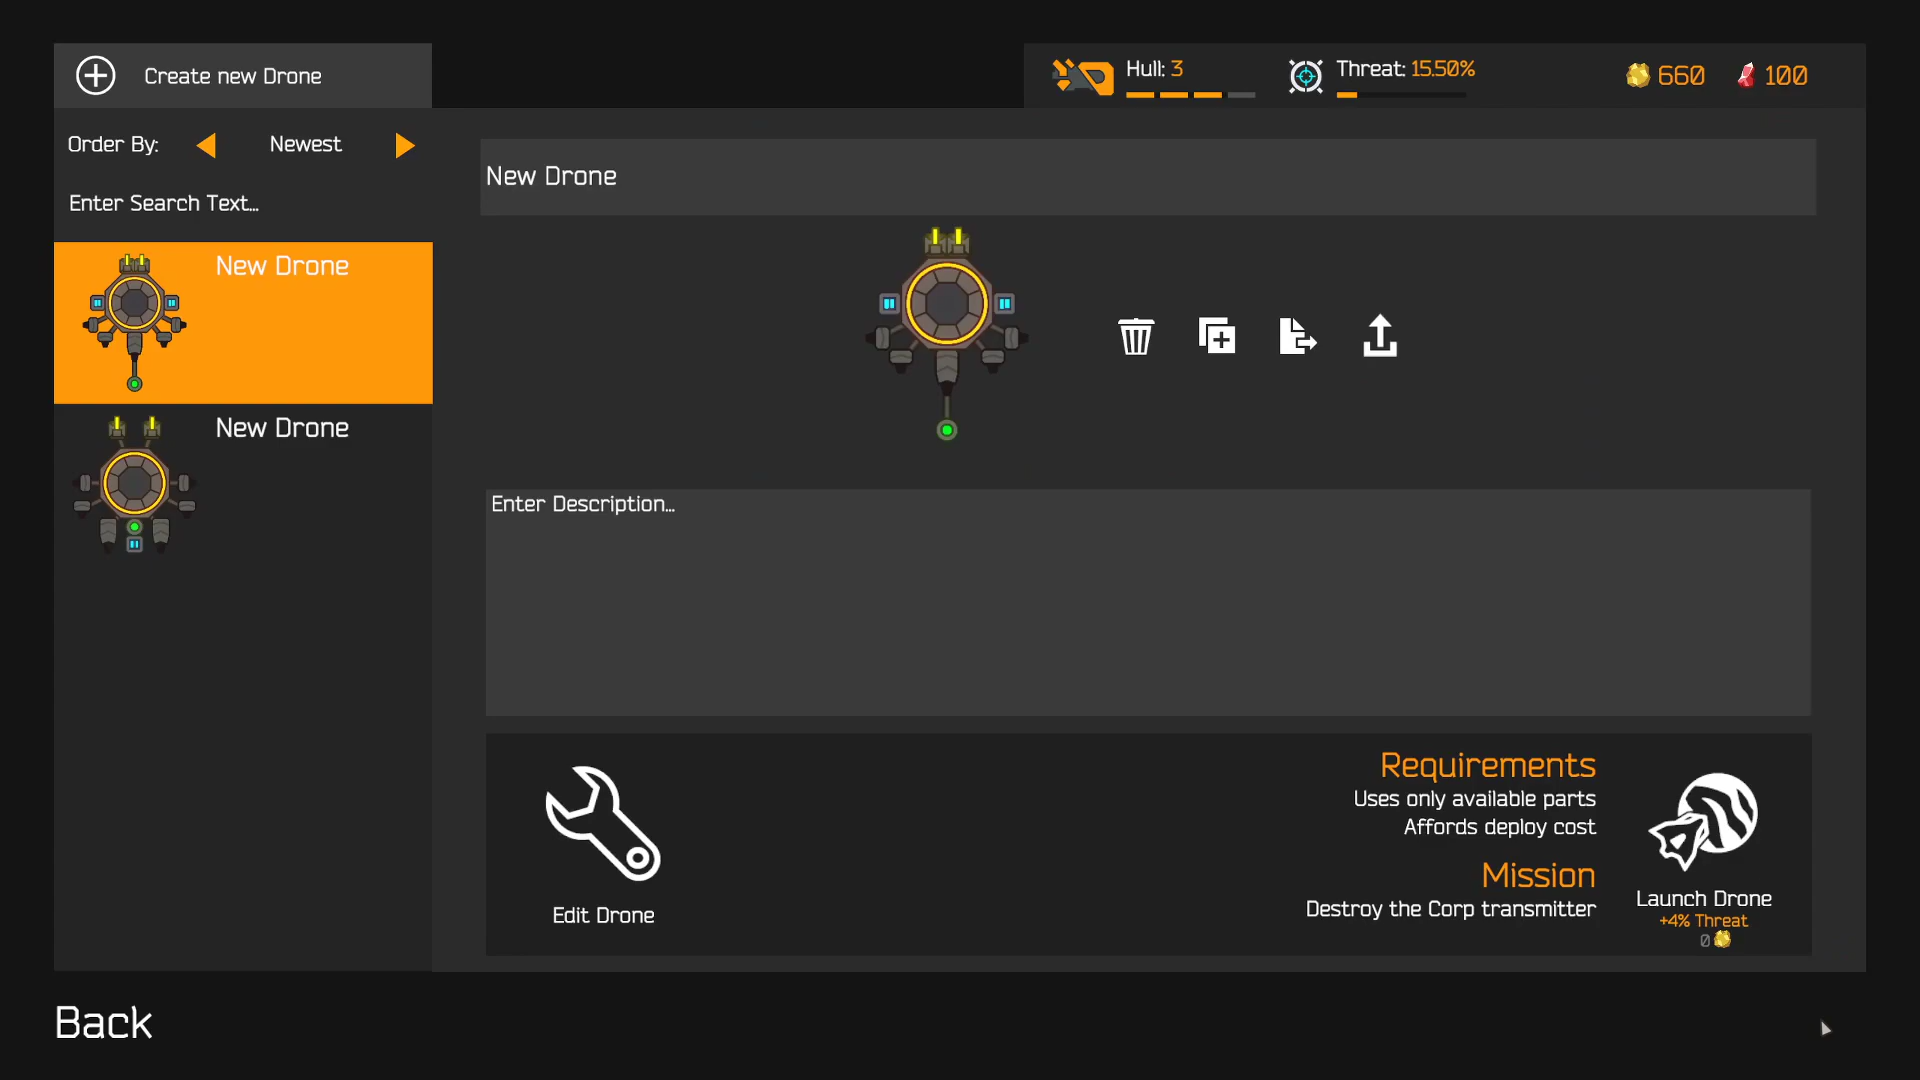 Create new Drone
Hull: 3
Threat: 15.50%
660
100
Order By:
Newest
Enter Search Text...
New Drone
New Drone
New Drone
Enter Description...
Edit Drone
Requirements
Uses only available parts
Affords deploy cost
Mission
Destroy the Corp transmitter
Launch Drone
+4% Threat
0
Back